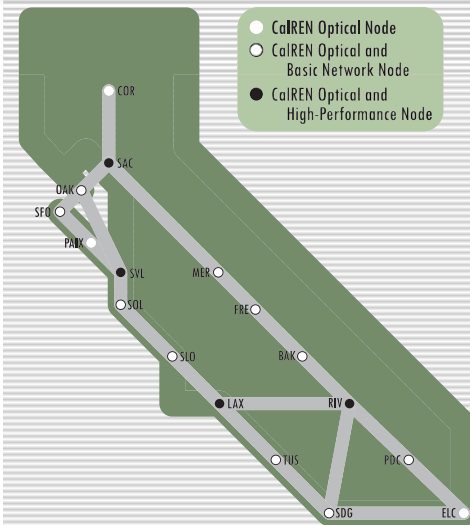 CalREN Optical Node
CalREN Optical and
Basic Network Node
CalREN Optical and
High-Performance Node
COR
SAC
OAK
SFO
PAIX
SVL
MER
SOL
FRE
SLO
BAK
LAX
RIV
TUS
PDC
SDG
ELC